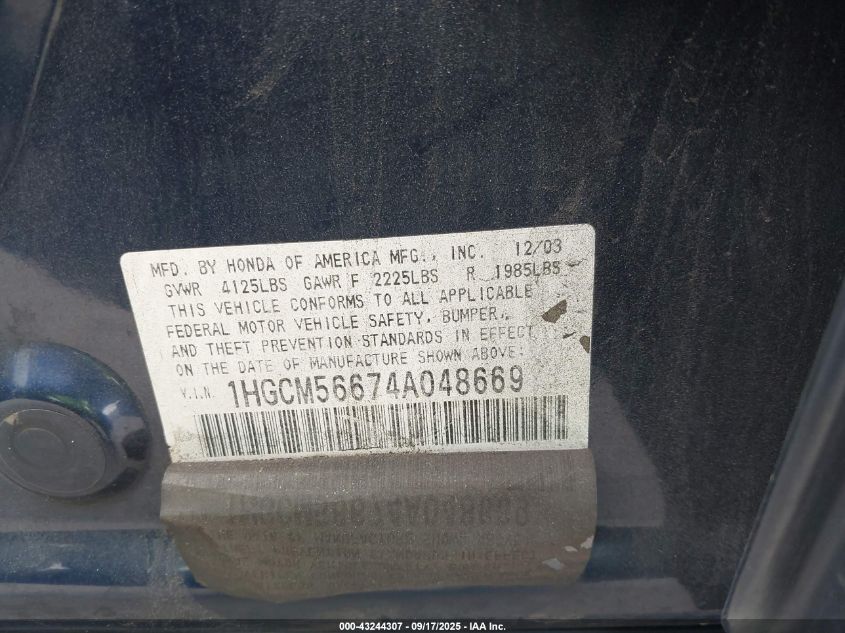 MFD. BY HONDA OF AMERICA MFG., INC. 12/03
GVWR 4125LBS GAWR F 2225LBS R 1985LBS
THIS VEHICLE CONFORMS TO ALL APPLICABLE
FEDERAL MOTOR VEHICLE SAFETY, BUMPER,
AND THEFT PREVENTION STANDARDS IN EFFECT
ON THE DATE OF MANUFACTURE SHOWN ABOVE.
V.I.N. 1HGCM56674A048669
000-43244307 - 09/17/2025 - IAA Inc.